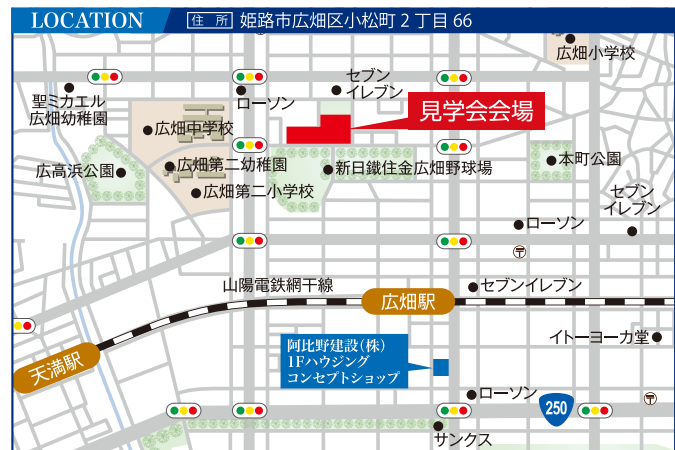 LOCATION
住 所 姫路市広畑区小松町2丁目66
広畑小学校
セブン
イレブン
聖ミカエル
広畑幼稚園
ローソン
見学会会場
広畑中学校
広高浜公園
広畑第二幼稚園
新日鐵住金広畑野球場
本町公園
広畑第二小学校
セブン
イレブン
ローソン
〒
山陽電鉄網干線
セブンイレブン
広畑駅
阿比野建設(株)
1Fハウジング
コンセプトショップ
イトーヨーカ堂
天満駅
ローソン
250
〒
サンクス